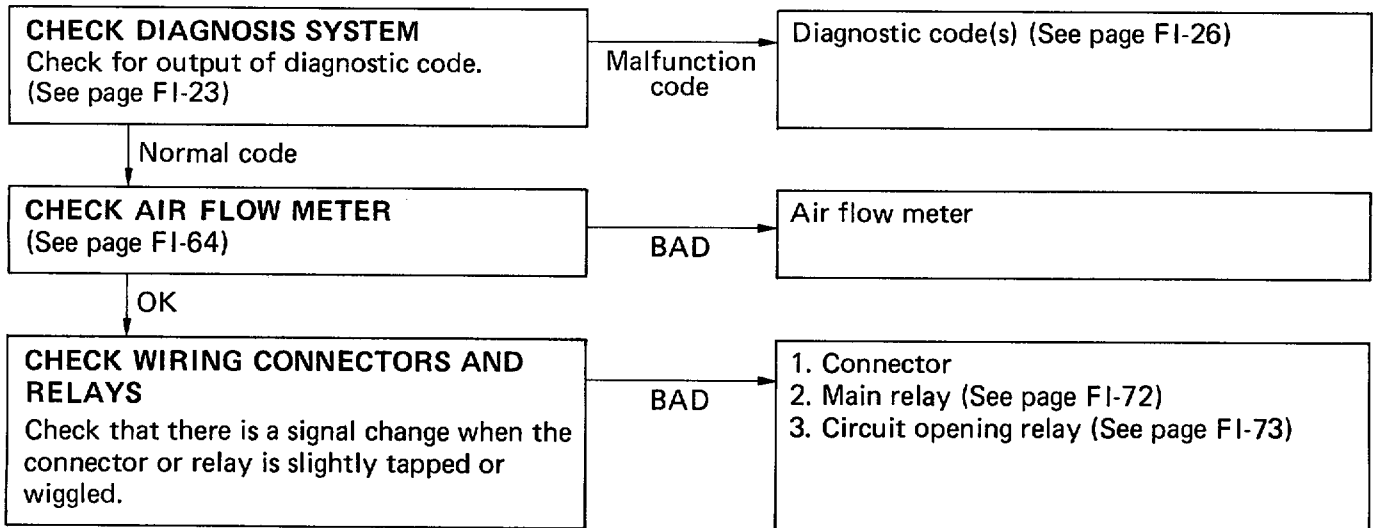 CHECK DIAGNOSIS SYSTEM
Check for output of diagnostic code.
(See page FI-23)
Malfunction
code
Diagnostic code(s) (See page FI-26)
Normal code
CHECK AIR FLOW METER
(See page FI-64)
BAD
Air flow meter
OK
CHECK WIRING CONNECTORS AND
RELAYS
Check that there is a signal change when the
connector or relay is slightly tapped or
wiggled.
BAD
1. Connector
2. Main relay (See page FI-72)
3. Circuit opening relay (See page FI-73)